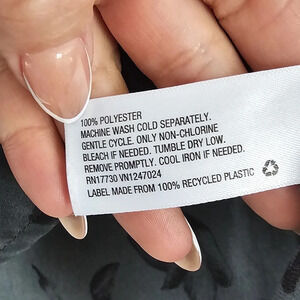 100% POLYESTER
MACHINE WASH COLD SEPARATELY.
GENTLE CYCLE. ONLY NON-CHLORINE
BLEACH IF NEEDED. TUMBLE DRY LOW.
REMOVE PROMPTLY. COOL IRON IF NEEDED.
RN17730 VN1247024
LABEL MADE FROM 100% RECYCLED PLASTIC